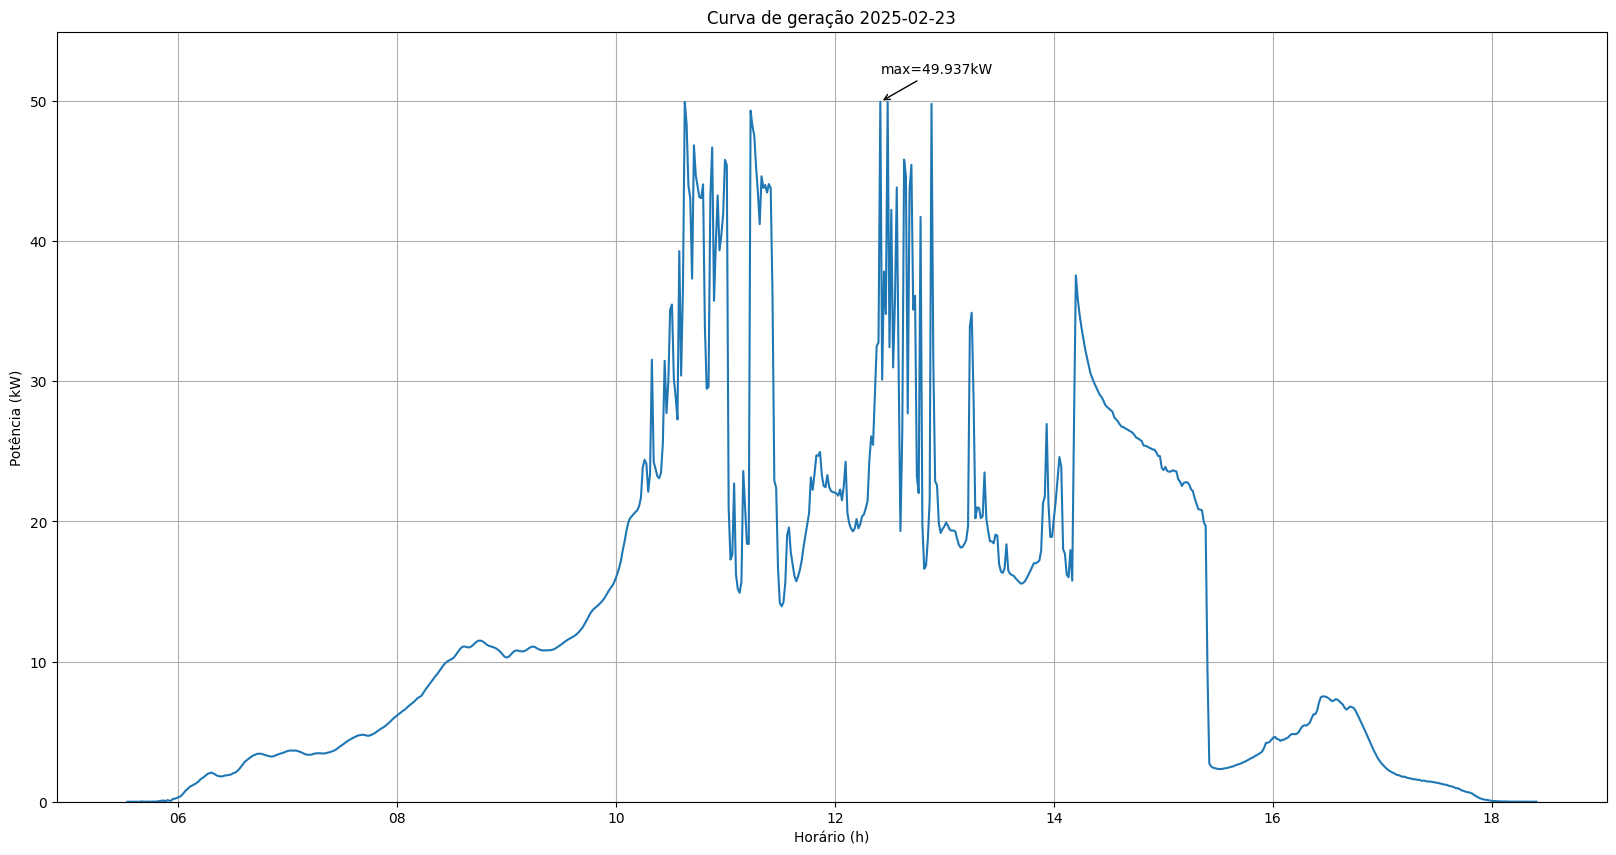 Curva de geração 2025-02-23
max=49.937kW
50
40
30
20
10
0
Potência (kW)
06 08 10 12 14 16 18
Horário (h)